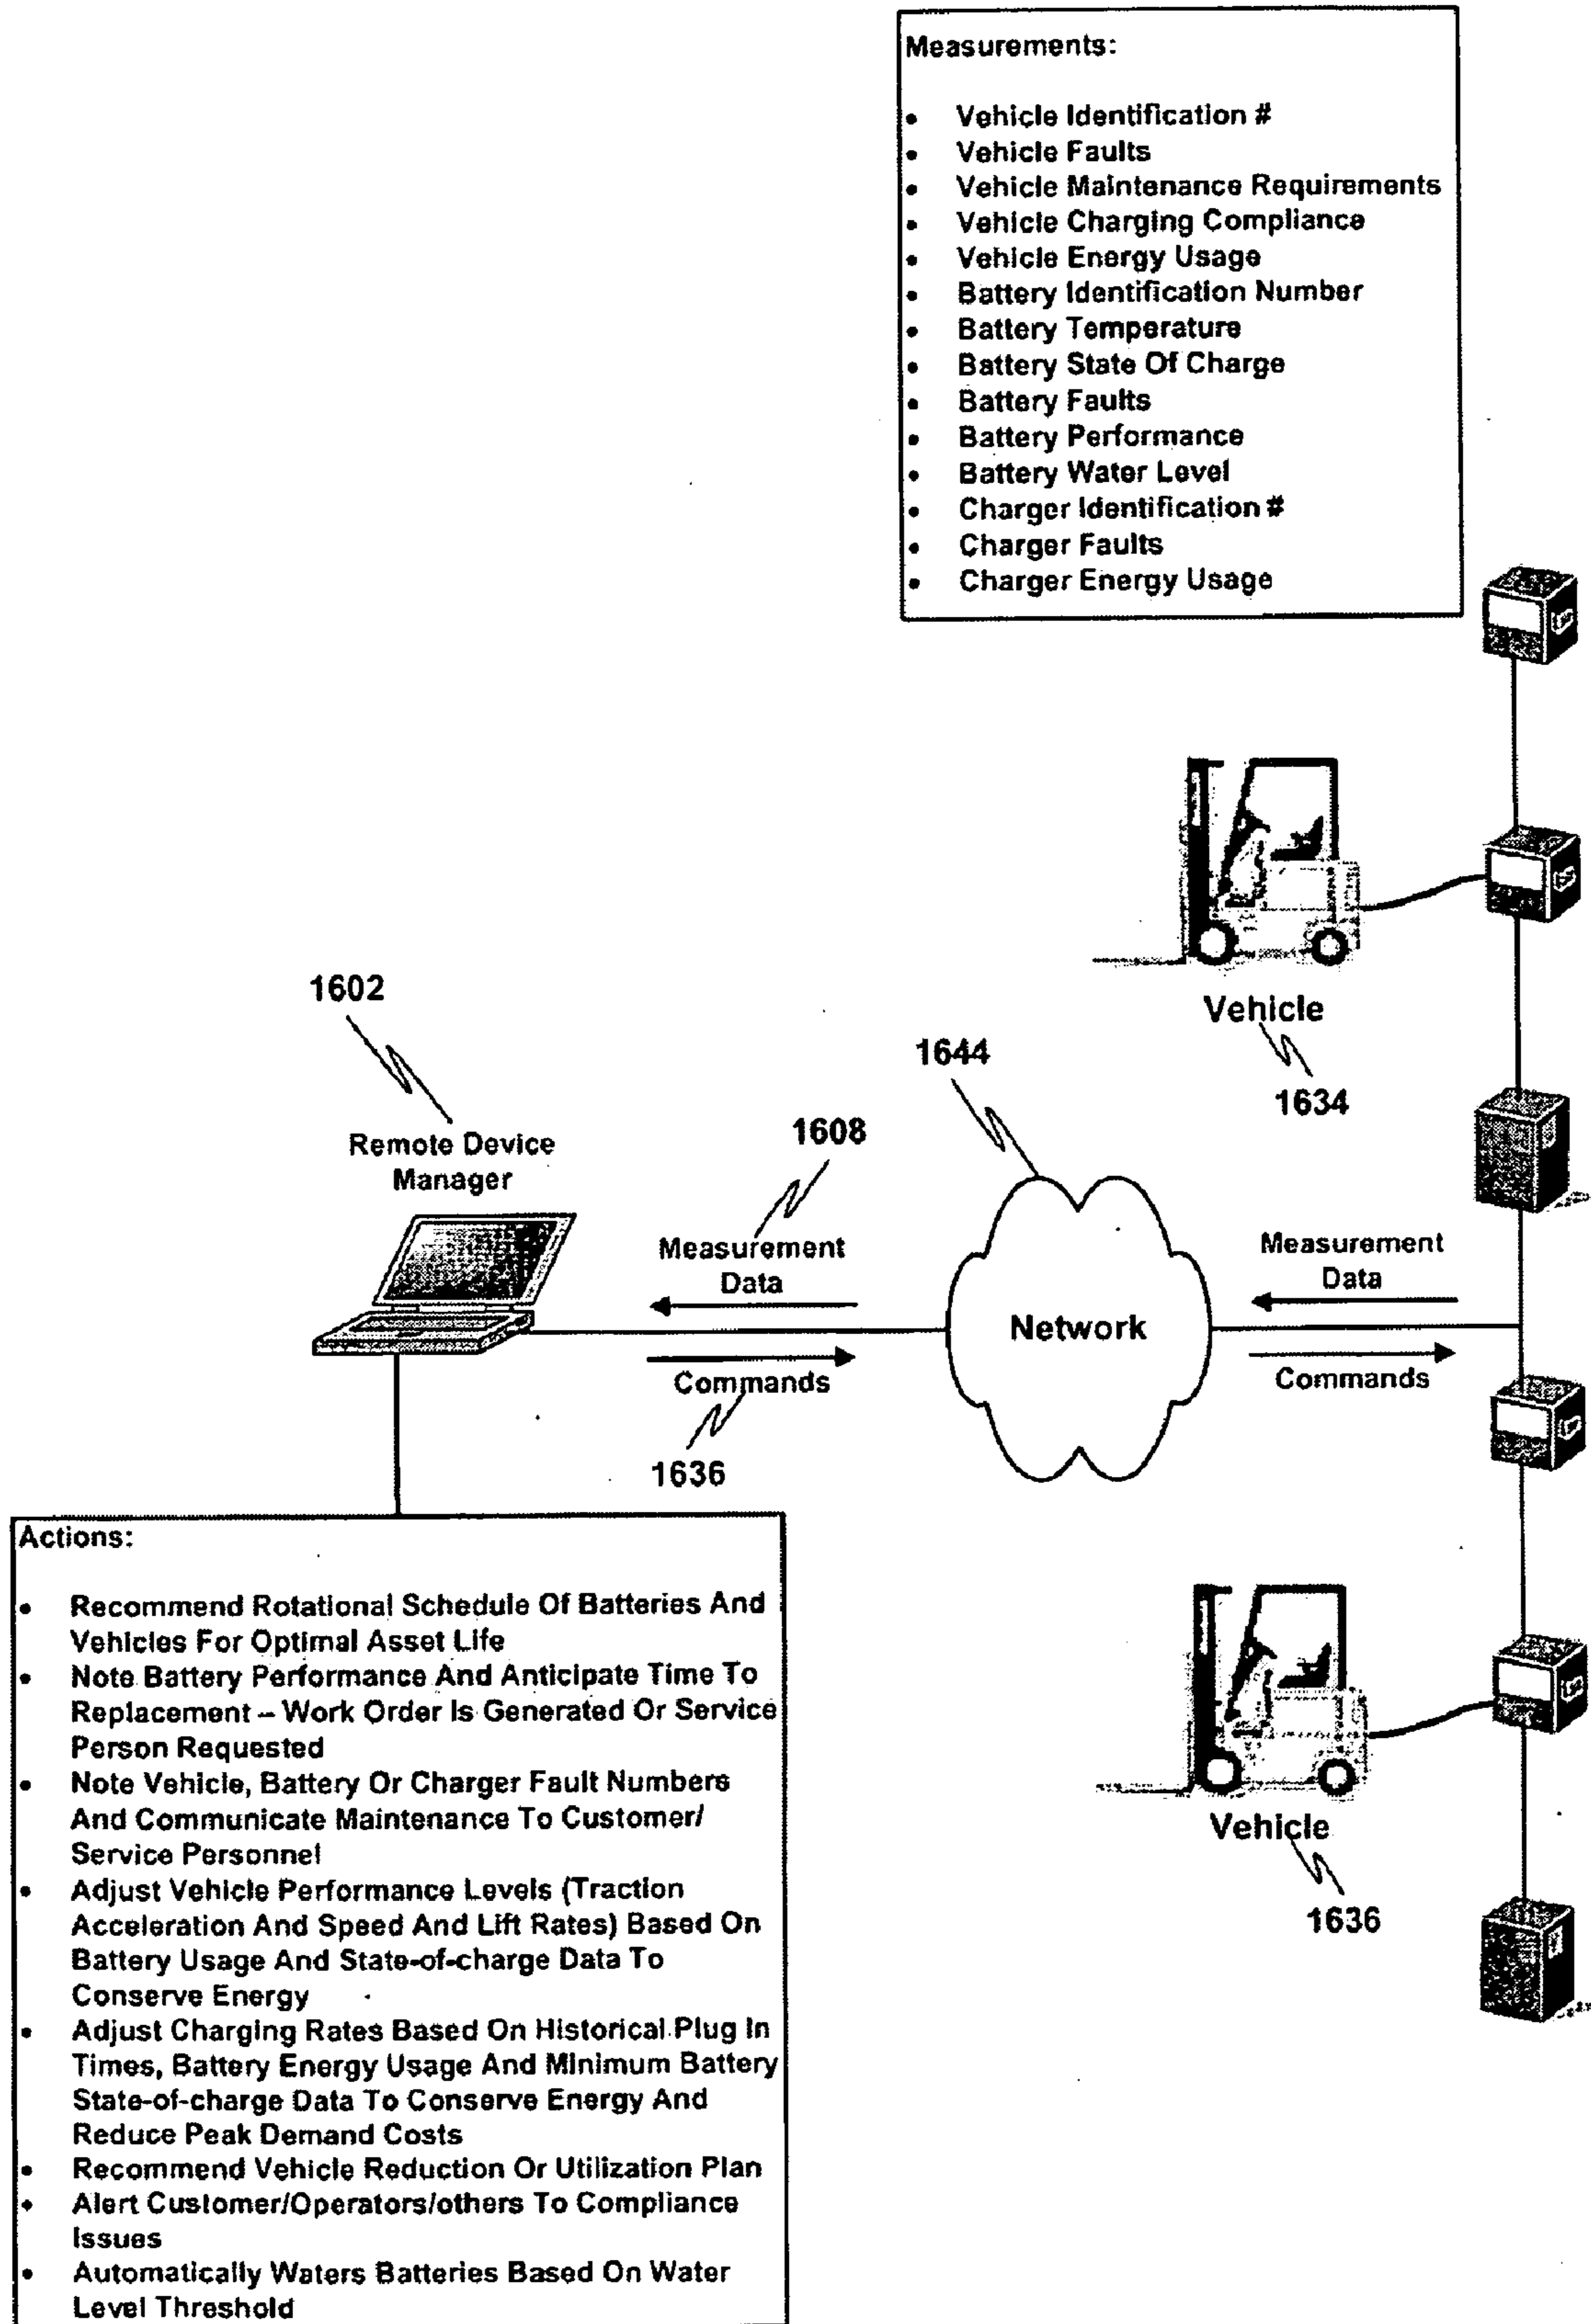 Measurements:
• Vehicle Identification #
• Vehicle Faults
• Vehicle Maintenance Requirements
• Vehicle Charging Compliance
• Vehicle Energy Usage
• Battery Identification Number
• Battery Temperature
• Battery State Of Charge
• Battery Faults
• Battery Performance
• Battery Water Level
• Charger Identification #
• Charger Faults
• Charger Energy Usage
Vehicle
1634
1602
Remote Device
Manager
1608
Measurement
Data
Commands
1636
1644
Network
Measurement
Data
Commands
Vehicle
1636
Actions:
• Recommend Rotational Schedule Of Batteries And
Vehicles For Optimal Asset Life
• Note Battery Performance And Anticipate Time To
Replacement – Work Order Is Generated Or Service
Person Requested
• Note Vehicle, Battery Or Charger Fault Numbers
And Communicate Maintenance To Customer/
Service Personnel
• Adjust Vehicle Performance Levels (Traction
Acceleration And Speed And Lift Rates) Based On
Battery Usage And State-of-charge Data To
Conserve Energy
• Adjust Charging Rates Based On Historical Plug In
Times, Battery Energy Usage And Minimum Battery
State-of-charge Data To Conserve Energy And
Reduce Peak Demand Costs
• Recommend Vehicle Reduction Or Utilization Plan
• Alert Customer/Operators/others To Compliance
Issues
• Automatically Waters Batteries Based On Water
Level Threshold